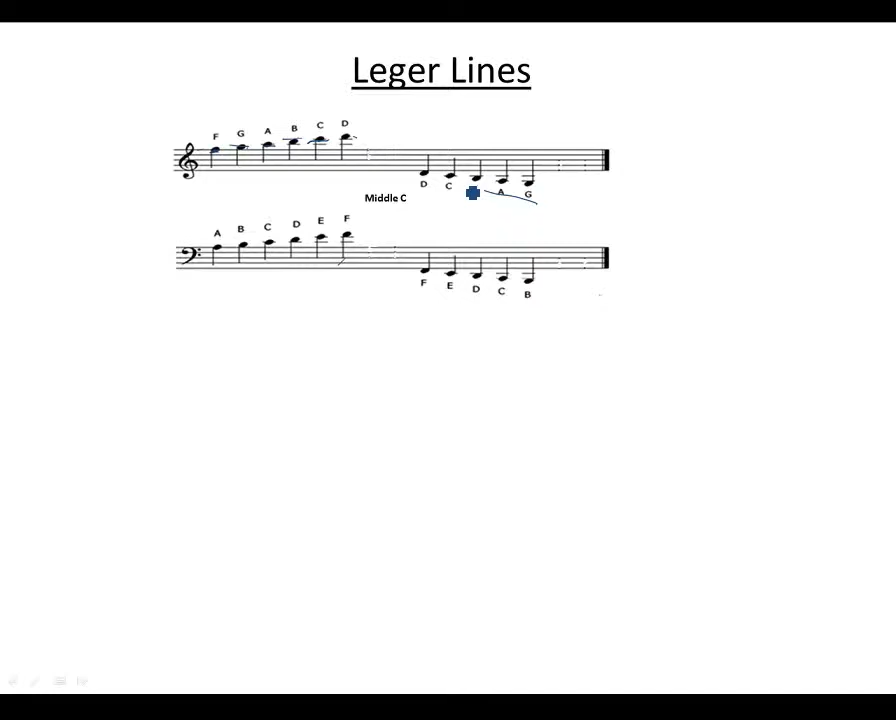 Leger Lines
F G A B C D
D C A G
Middle C
A B C D E F
F E D C B